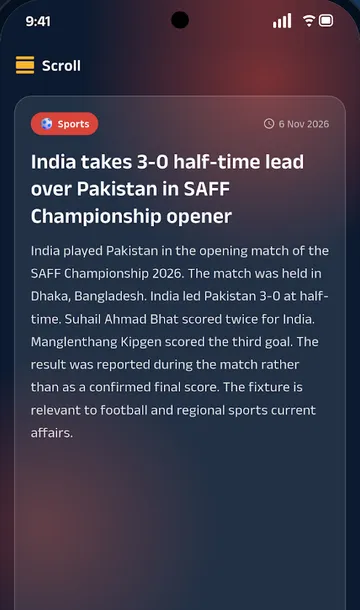 9:41
Scroll
Sports
6 Nov 2026
India takes 3-0 half-time lead
over Pakistan in SAFF
Championship opener
India played Pakistan in the opening match of the
SAFF Championship 2026. The match was held in
Dhaka, Bangladesh. India led Pakistan 3-0 at half-
time. Suhail Ahmad Bhat scored twice for India.
Manglenthang Kipgen scored the third goal. The
result was reported during the match rather
than as a confirmed final score. The fixture is
relevant to football and regional sports current
affairs.